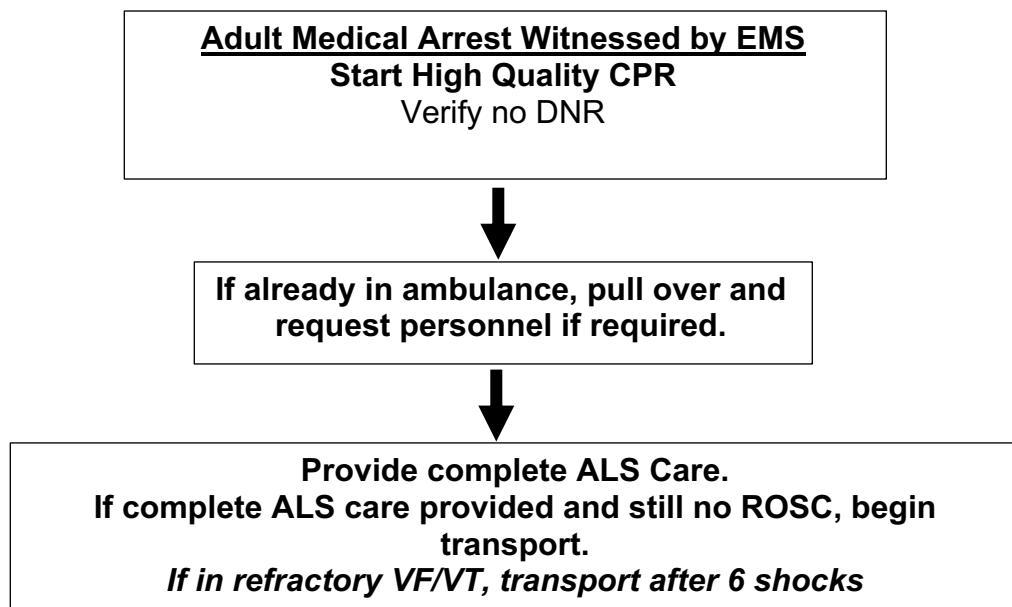 Adult Medical Arrest Witnessed by EMS
Start High Quality CPR
Verify no DNR
If already in ambulance, pull over and
request personnel if required.
Provide complete ALS Care.
If complete ALS care provided and still no ROSC, begin
transport.
If in refractory VF/VT, transport after 6 shocks